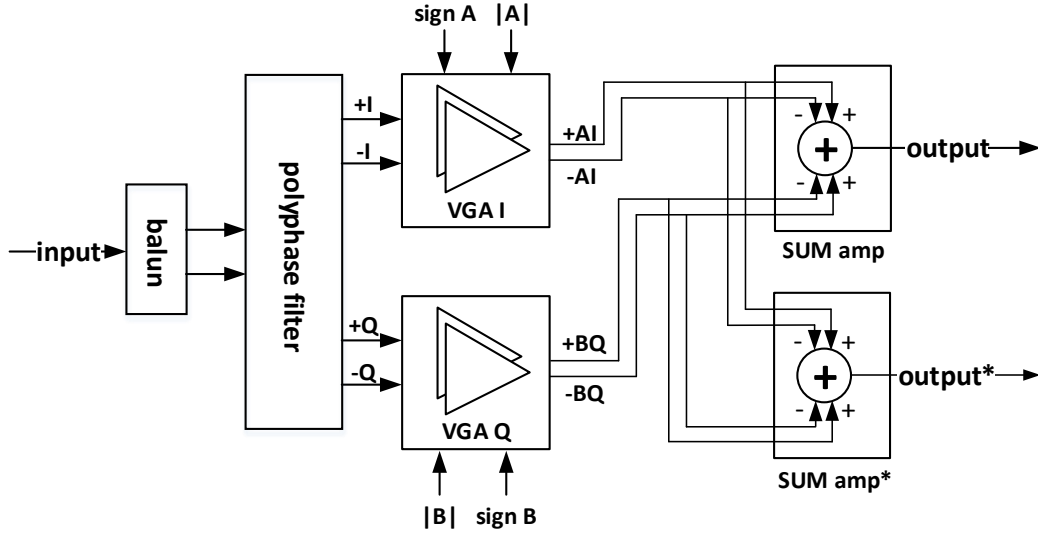 sign A |A|
+I
-I
VGA I
+AI
-AI
- +
+
- +
output
SUM amp
input
balun
polyphase filter
+Q
-Q
VGA Q
+BQ
-BQ
|B| sign B
- +
+
- +
output*
SUM amp*